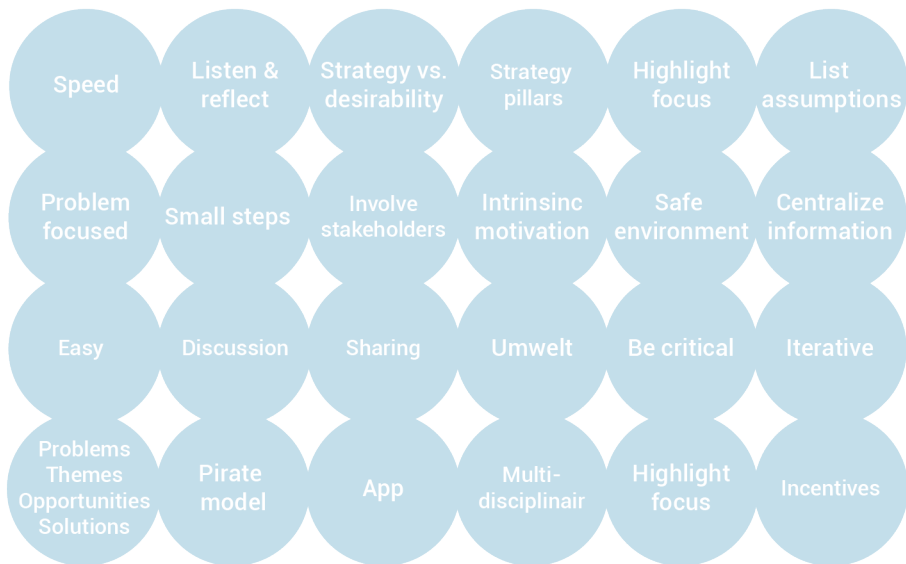 Speed
Listen &
reflect
Strategy vs.
desirability
Strategy
pillars
Highlight
focus
List
assumptions
Problem
focused
Small steps
Involve
stakeholders
Intrinsinc
motivation
Safe
environment
Centralize
information
Easy
Discussion
Sharing
Umwelt
Be critical
Iterative
Problems
Themes
Opportunities
Solutions
Pirate
model
App
Multi-
disciplinair
Highlight
focus
Incentives